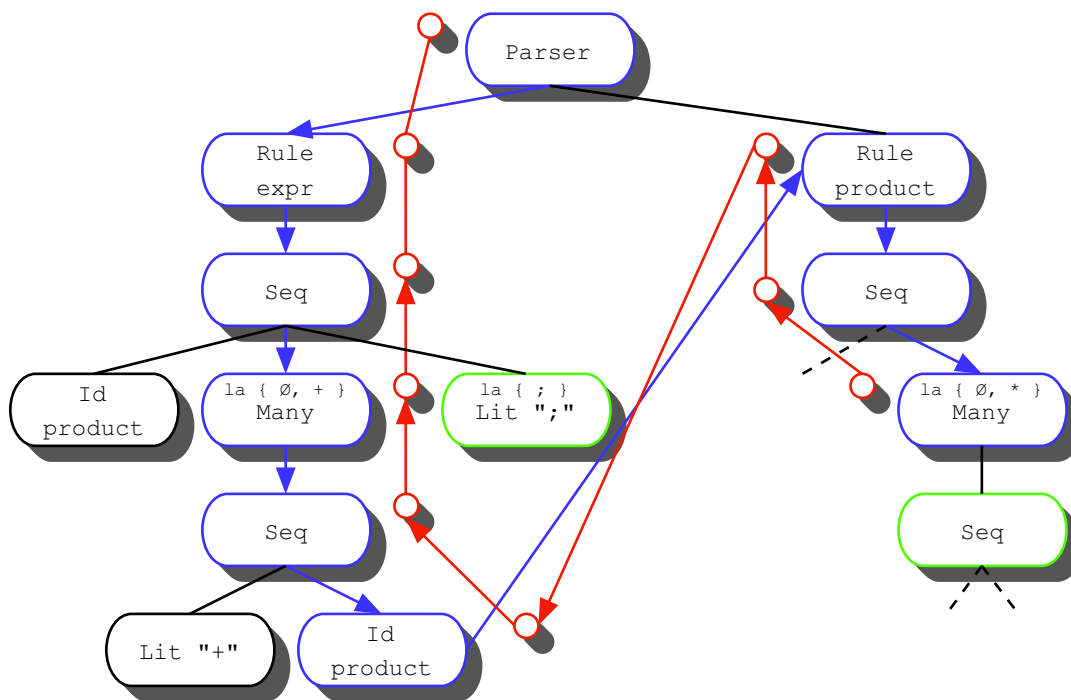 Parser
Rule
expr
Rule
product
Seq
Seq
Id
product
la { Ø, + }
Many
la { ; }
Lit ";"
la { Ø, * }
Many
Seq
Seq
Lit "+"
Id
product